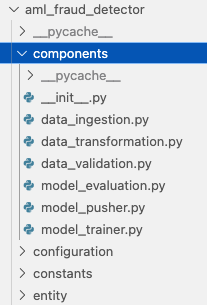 aml_fraud_detector
__pycache__
components
__pycache__
__init__.py
data_ingestion.py
data_transformation.py
data_validation.py
model_evaluation.py
model_pusher.py
model_trainer.py
configuration
constants
entity